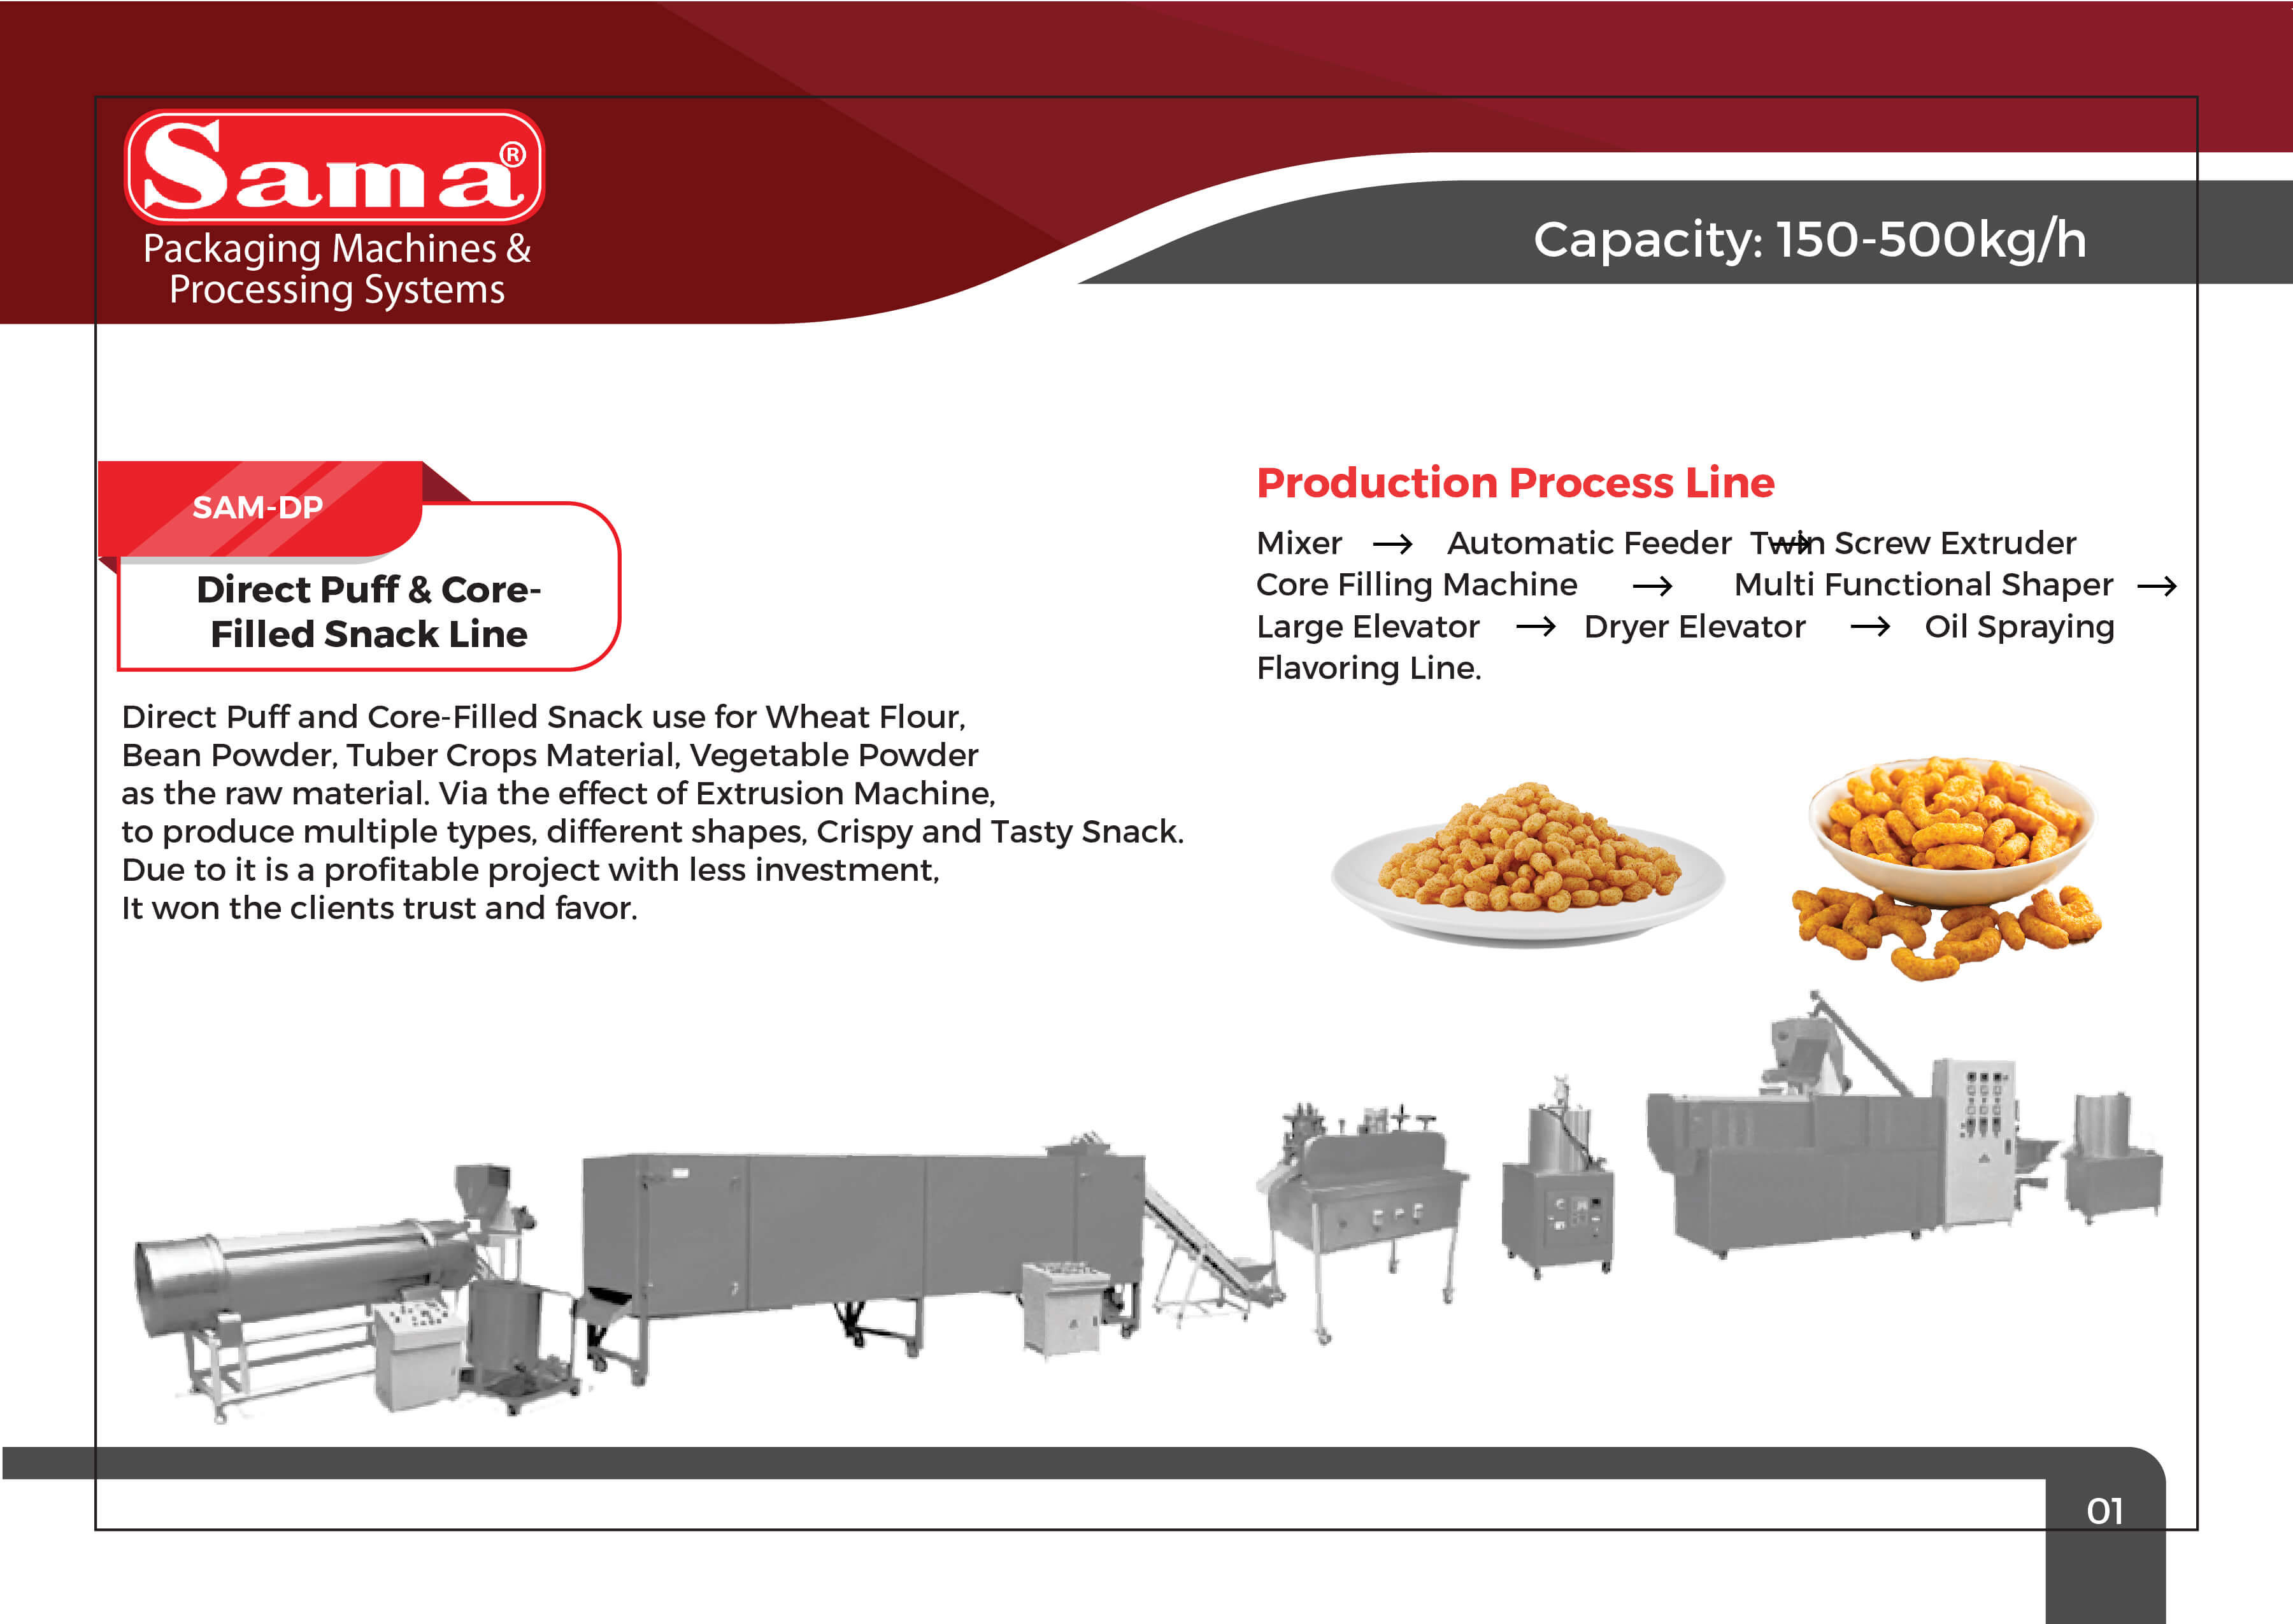 Sama®
Packaging Machines &
Processing Systems
Capacity: 150-500kg/h
SAM-DP
Direct Puff & Core-
Filled Snack Line
Direct Puff and Core-Filled Snack use for Wheat Flour,
Bean Powder, Tuber Crops Material, Vegetable Powder
as the raw material. Via the effect of Extrusion Machine,
to produce multiple types, different shapes, Crispy and Tasty Snack.
Due to it is a profitable project with less investment,
It won the clients trust and favor.
Production Process Line
Mixer → Automatic Feeder → Twin Screw Extruder
Core Filling Machine → Multi Functional Shaper →
Large Elevator → Dryer Elevator → Oil Spraying
Flavoring Line.
01